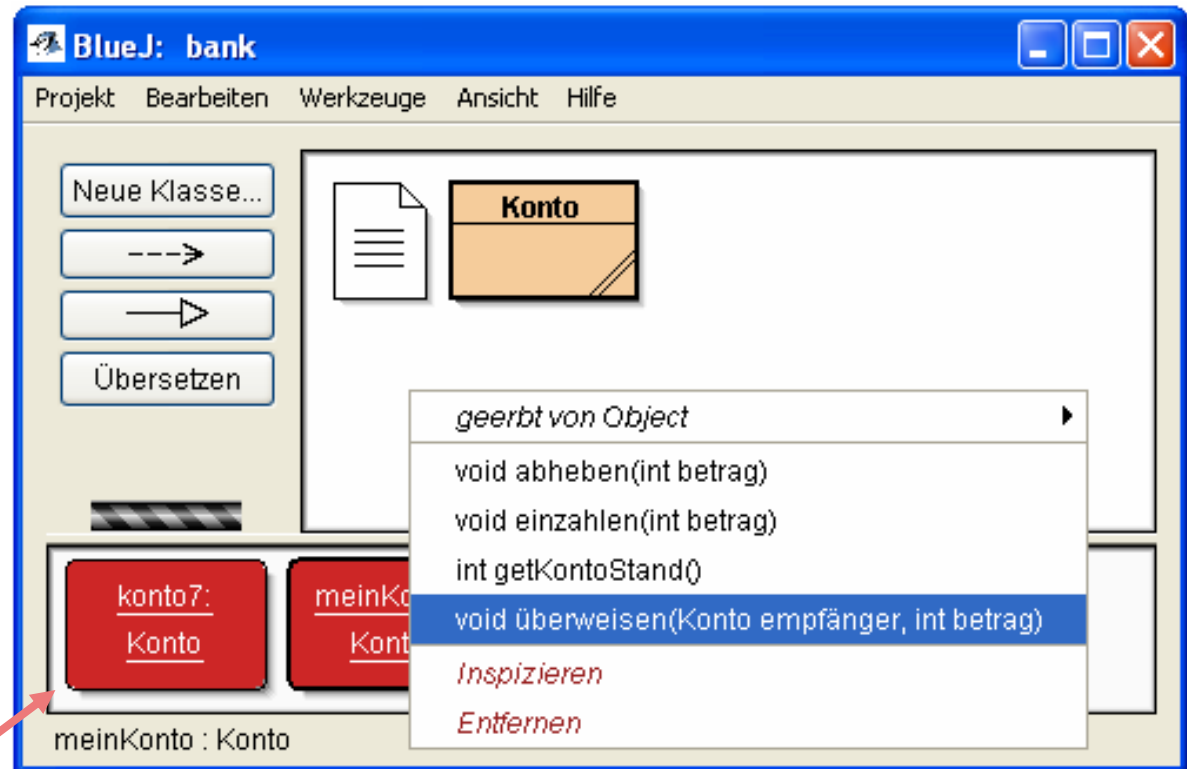 BlueJ: bank
Projekt Bearbeiten Werkzeuge Ansicht Hilfe
Neue Klasse...
Konto
Übersetzen
geerbt von Object
void abheben(int betrag)
void einzahlen(int betrag)
int getKontoStand()
void überweisen(Konto empfänger, int betrag)
Inspizieren
Entfernen
konto7:
Konto
meinKo
Kont
meinKonto : Konto